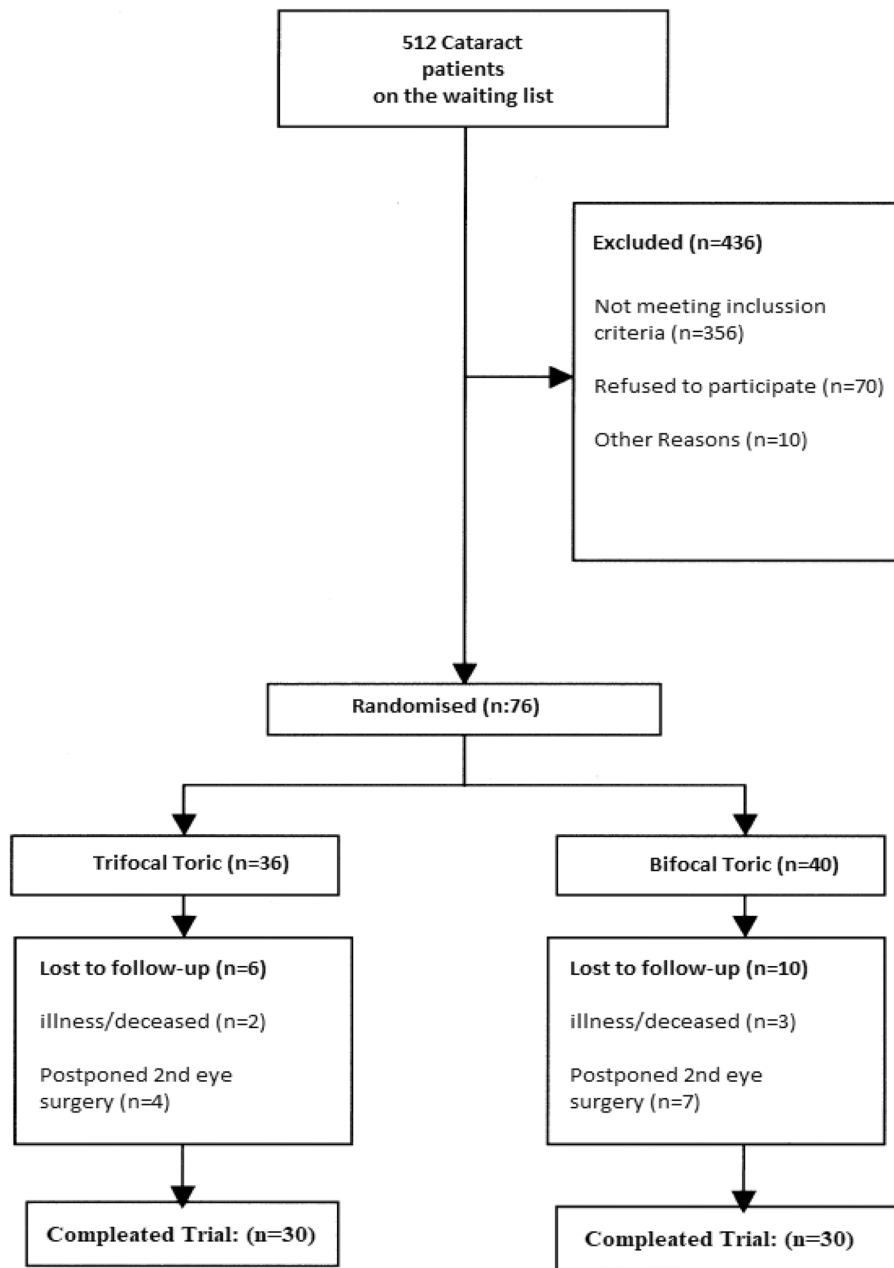 512 Cataract
patients
on the waiting list
Excluded (n=436)
Not meeting inclussion
criteria (n=356)
Refused to participate (n=70)
Other Reasons (n=10)
Randomised (n:76)
Trifocal Toric (n=36)
Bifocal Toric (n=40)
Lost to follow-up (n=6)
illness/deceased (n=2)
Postponed 2nd eye
surgery (n=4)
Lost to follow-up (n=10)
illness/deceased (n=3)
Postponed 2nd eye
surgery (n=7)
Compleated Trial: (n=30)
Compleated Trial: (n=30)